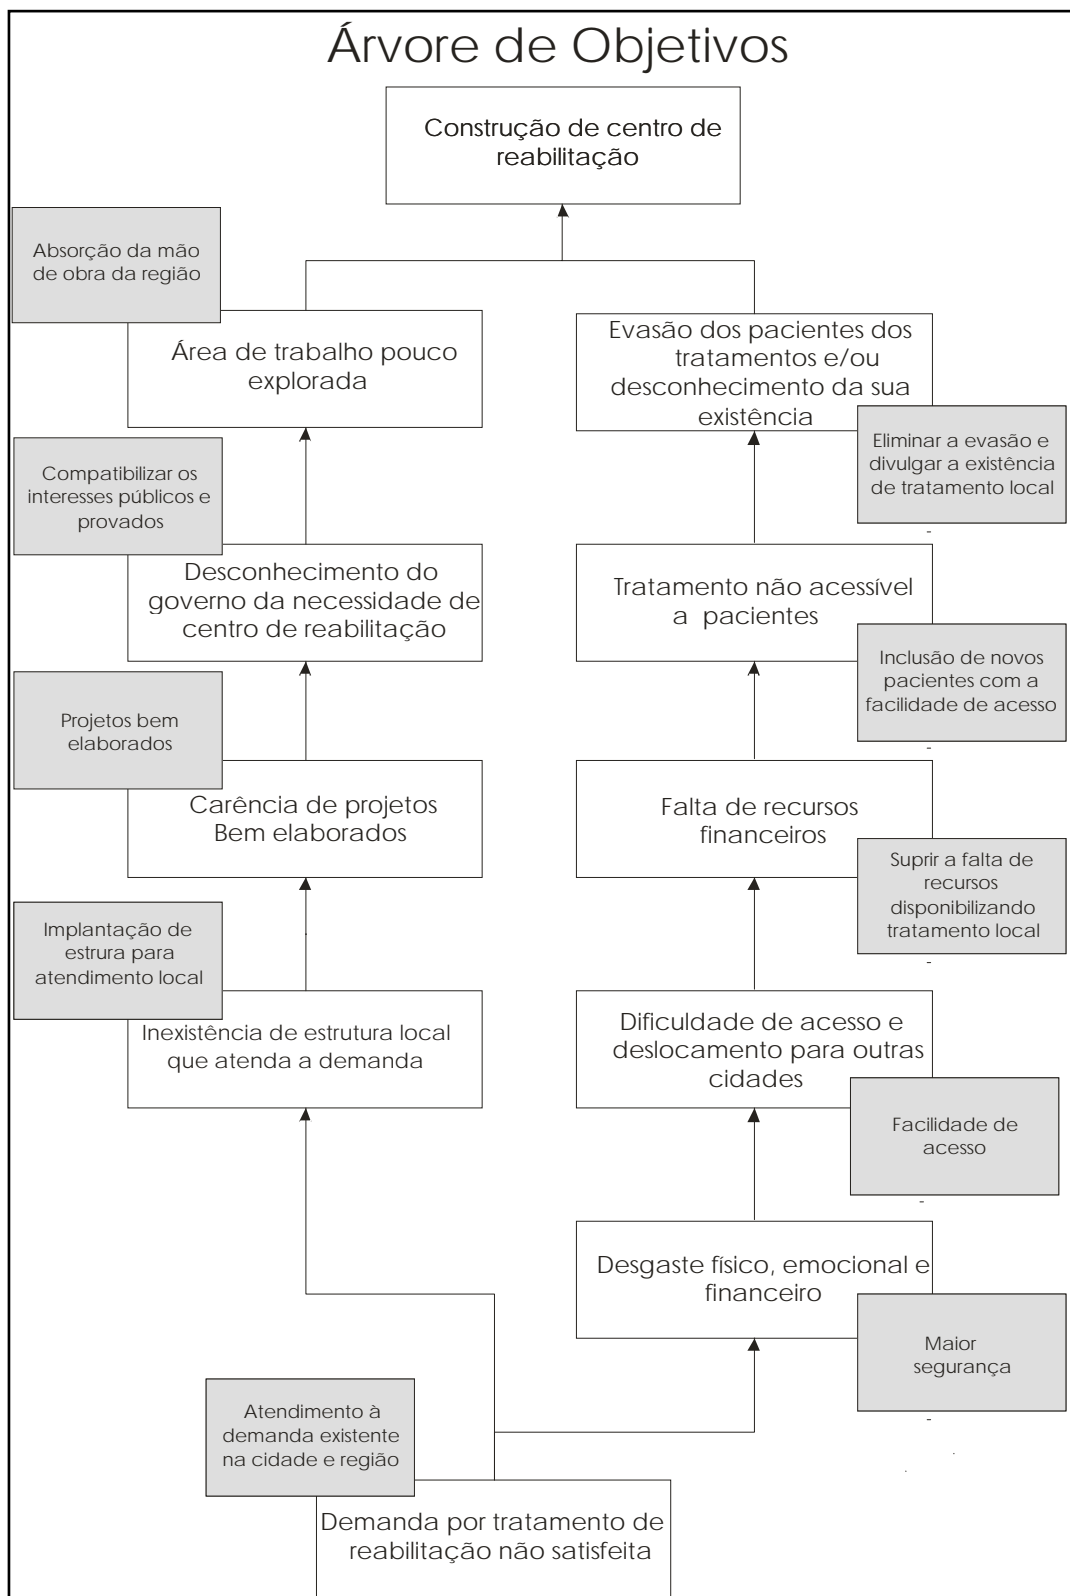 Árvore de Objetivos
Construção de centro de
reabilitação
Absorção da mão
de obra da região
Área de trabalho pouco
explorada
Evasão dos pacientes dos
tratamentos e/ou
desconhecimento da sua
existência
Eliminar a evasão e
divulgar a existência
de tratamento local
Compatibilizar os
interesses públicos e
provados
Desconhecimento do
governo da necessidade de
centro de reabilitação
Tratamento não acessível
a pacientes
Inclusão de novos
pacientes com a
facilidade de acesso
Projetos bem
elaborados
Carência de projetos
Bem elaborados
Falta de recursos
financeiros
Suprir a falta de
recursos
disponibilizando
tratamento local
Implantação de
estrura para
atendimento local
Inexistência de estrutura local
que atenda a demanda
Dificuldade de acesso e
deslocamento para outras
cidades
Facilidade de
acesso
Desgaste físico, emocional e
financeiro
Maior
segurança
Atendimento à
demanda existente
na cidade e região
Demanda por tratamento de
reabilitação não satisfeita